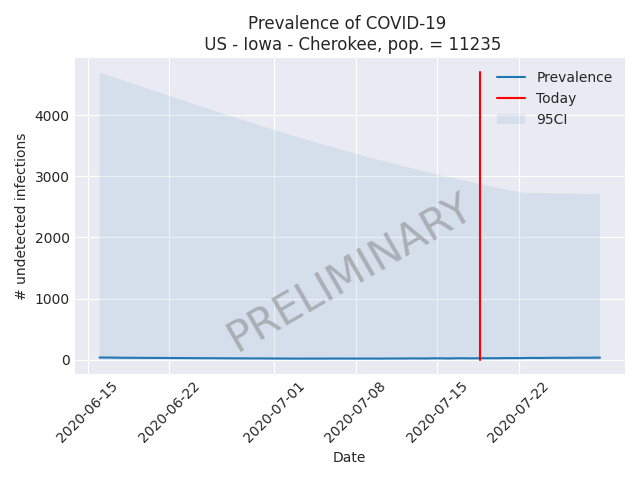 Prevalence of COVID-19
US - Iowa - Cherokee, pop. = 11235
Prevalence
Today
95CI
4000
3000
2000
1000
0
# undetected infections
PRELIMINARY
2020-06-15
2020-06-22
2020-07-01
2020-07-08
2020-07-15
2020-07-22
Date